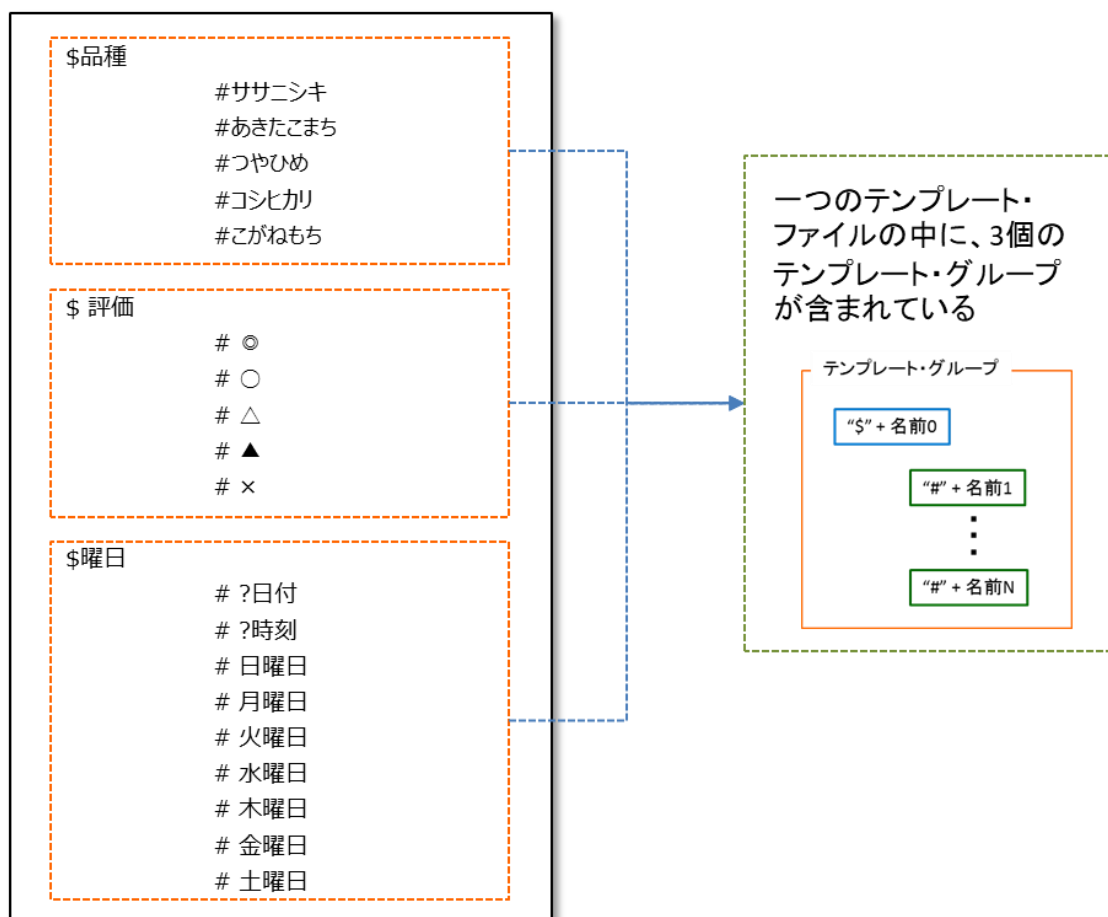 $品種
#ササニシキ
#あきたこまち
#つやひめ
#コシヒカリ
#こがねもち
$ 評価
# ◎
# ○
# △
# ▲
# ×
$曜日
# ?日付
# ?時刻
# 日曜日
# 月曜日
# 火曜日
# 水曜日
# 木曜日
# 金曜日
# 土曜日
一つのテンプレート・
ファイルの中に、3個の
テンプレート・グループ
が含まれている
テンプレート・グループ
“$” + 名前0
“#” + 名前1
“#” + 名前N